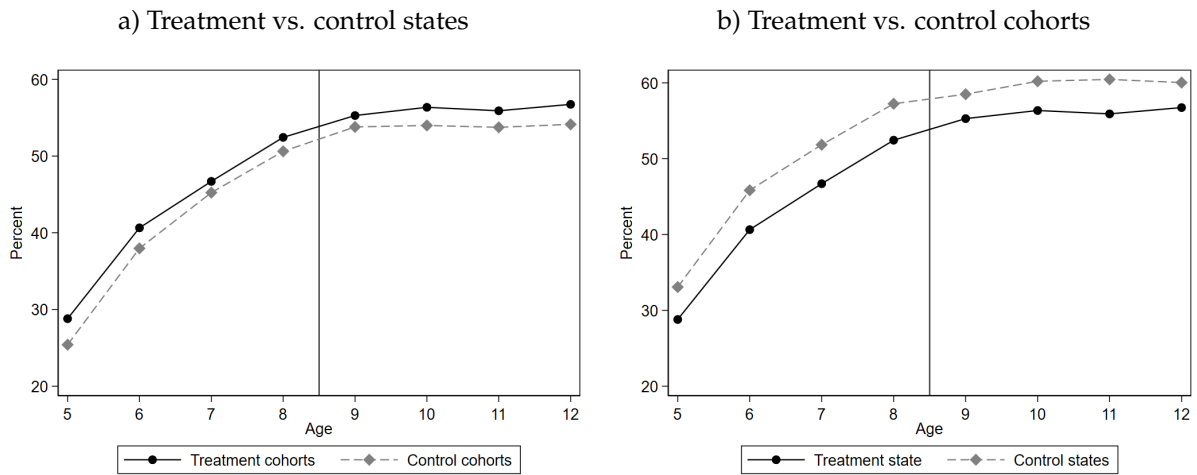 a) Treatment vs. control states
60
50
40
30
20
Percent
5 6 7 8 9 10 11 12
Age
Treatment cohorts Control cohorts
b) Treatment vs. control cohorts
60
50
40
30
20
Percent
5 6 7 8 9 10 11 12
Age
Treatment state Control states